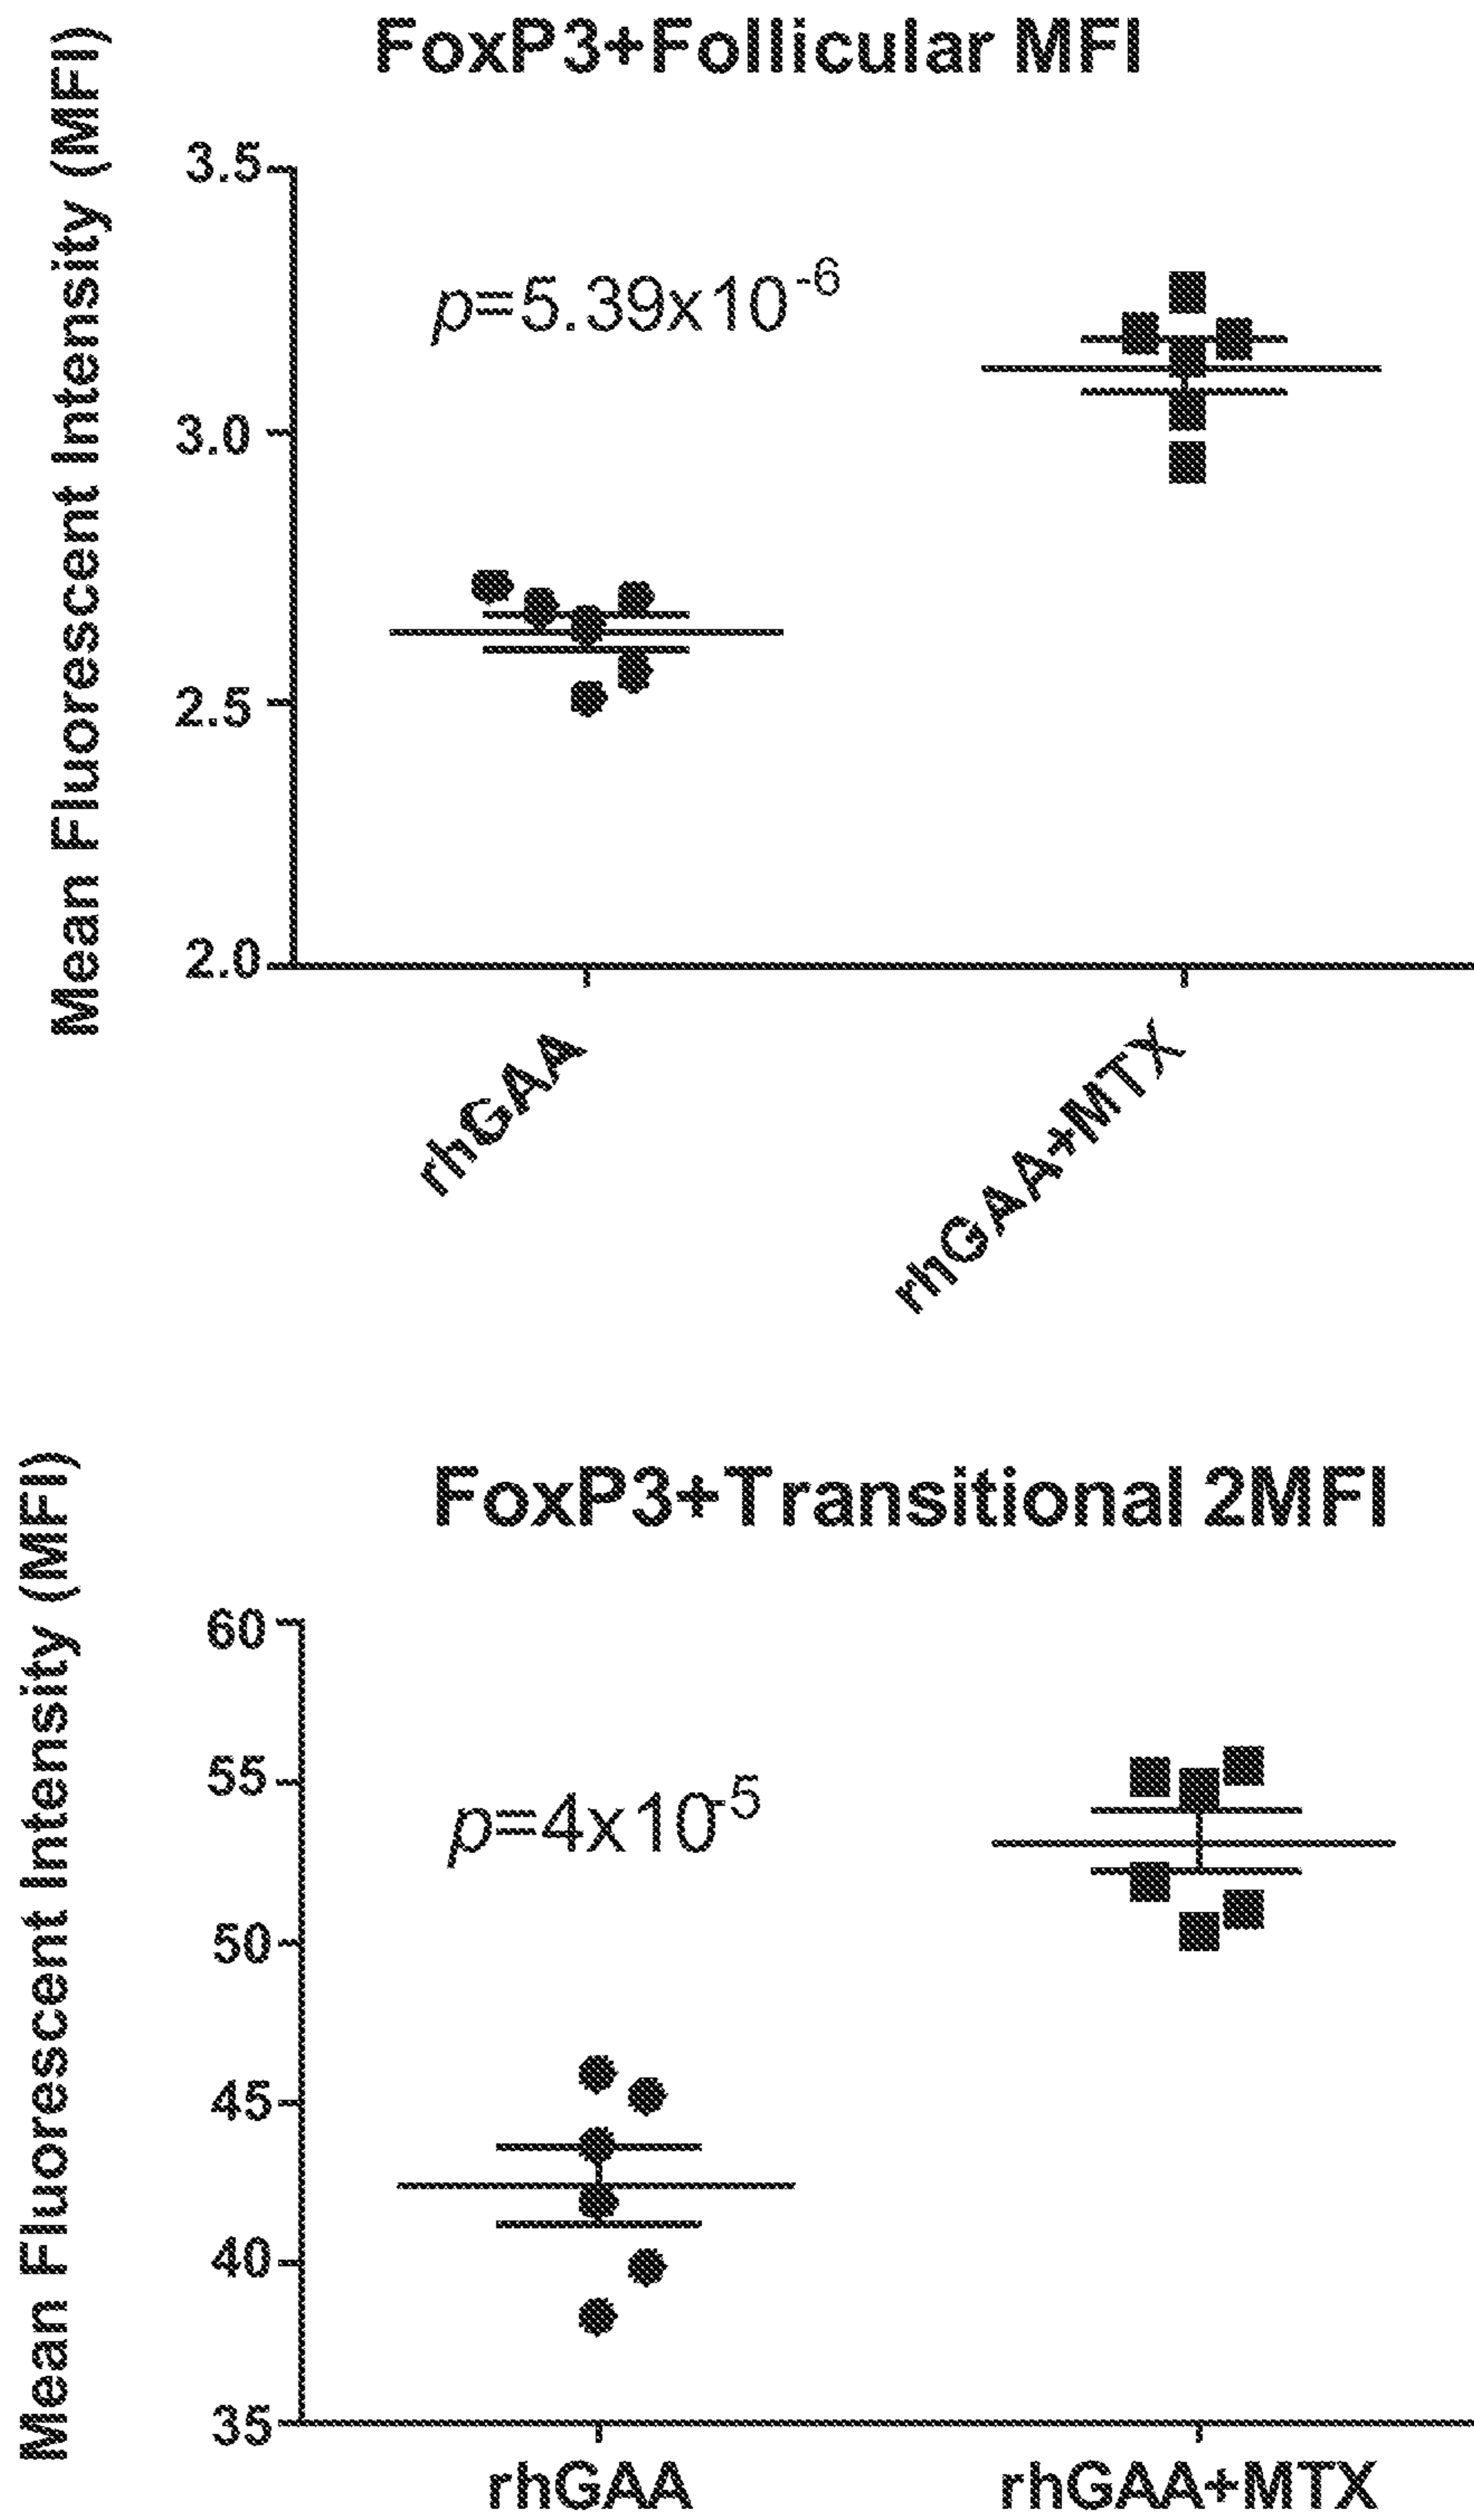 FoxP3+Follicular MFI
Mean Fluorescent Intensity (MFI)
3.5
3.0
2.5
2.0
p=5.39x10-6
rhGAA
rhGAA+MTX
FoxP3+Transitional 2MFI
Mean Fluorescent Intensity (MFI)
60
55
50
45
40
35
p=4x10-5
rhGAA
rhGAA+MTX